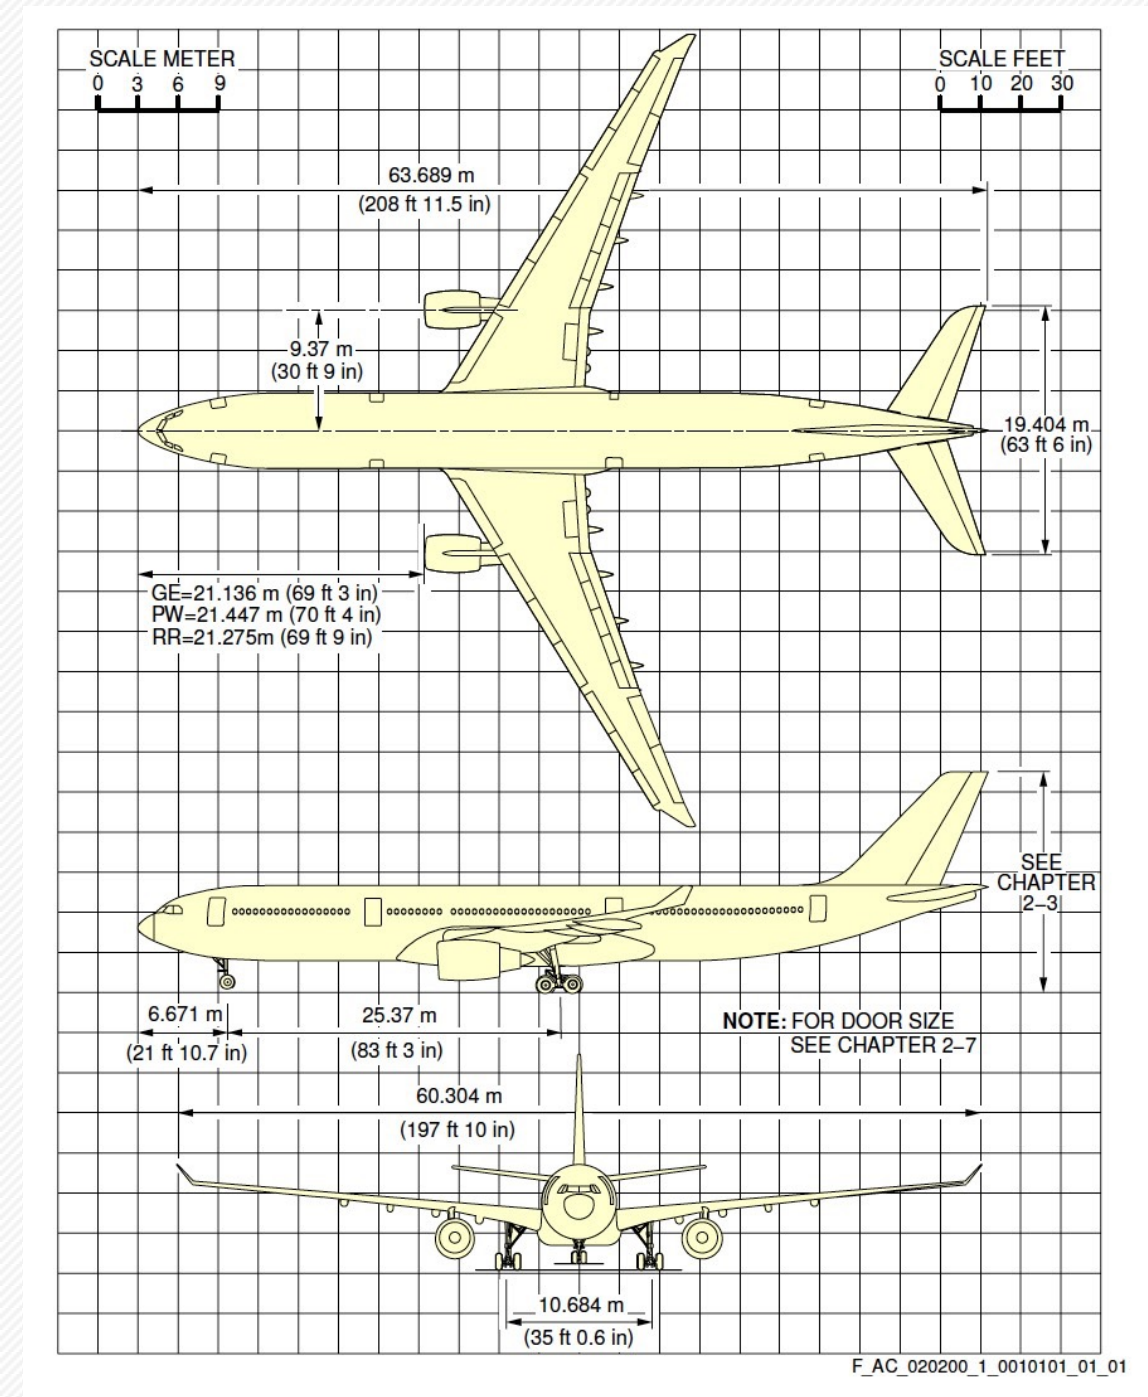 SCALE METER
0 3 6 9
SCALE FEET
0 10 20 30
63.689 m
(208 ft 11.5 in)
9.37 m
(30 ft 9 in)
19.404 m
(63 ft 6 in)
GE=21.136 m (69 ft 3 in)
PW=21.447 m (70 ft 4 in)
RR=21.275m (69 ft 9 in)
SEE
CHAPTER
2–3
6.671 m
(21 ft 10.7 in)
25.37 m
(83 ft 3 in)
NOTE: FOR DOOR SIZE
SEE CHAPTER 2–7
60.304 m
(197 ft 10 in)
10.684 m
(35 ft 0.6 in)
F_AC_020200_1_0010101_01_01